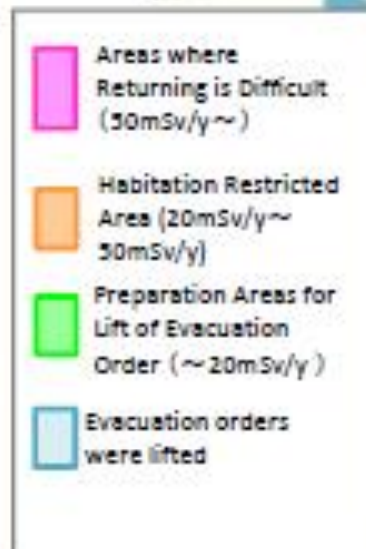 Areas where
Returning is Difficult
(50mSv/y～)
Habitation Restricted
Area (20mSv/y～
50mSv/y)
Preparation Areas for
Lift of Evacuation
Order (～20mSv/y )
Evacuation orders
were lifted